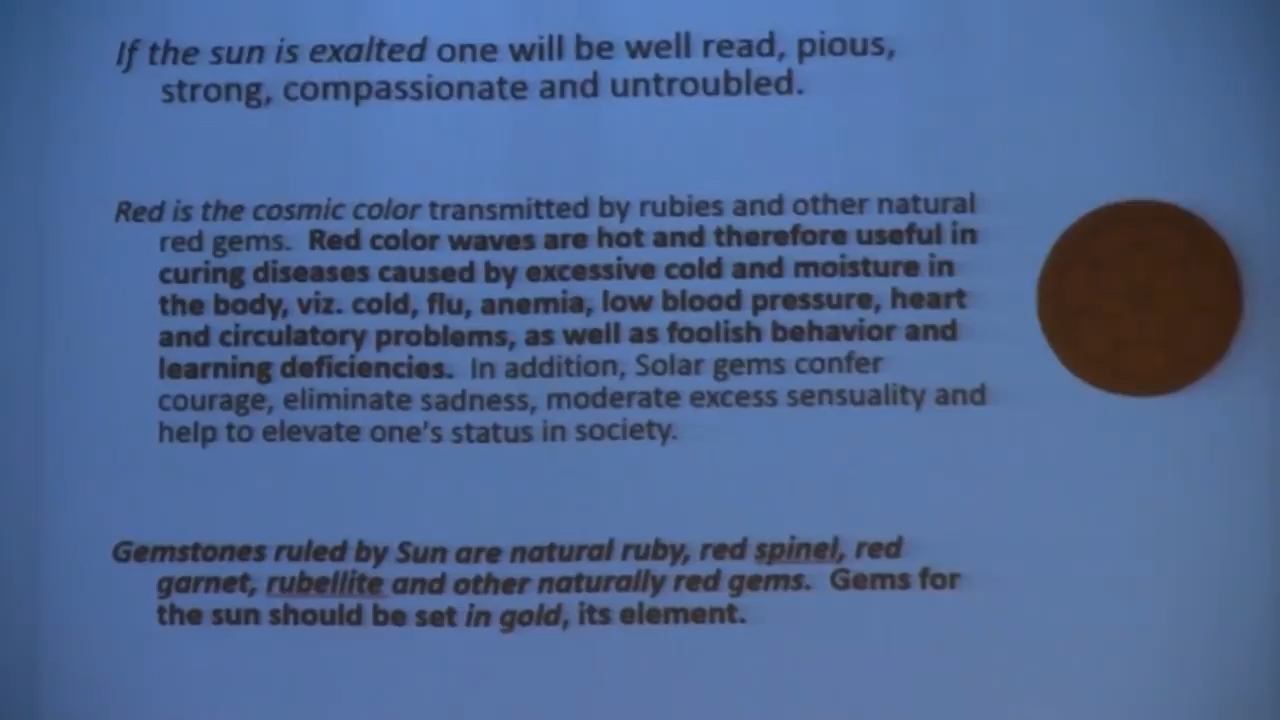 If the sun is exalted one will be well read, pious,
strong, compassionate and untroubled.
Red is the cosmic color transmitted by rubies and other natural
red gems. Red color waves are hot and therefore useful in
curing diseases caused by excessive cold and moisture in
the body, viz. cold, flu, anemia, low blood pressure, heart
and circulatory problems, as well as foolish behavior and
learning deficiencies. In addition, Solar gems confer
courage, eliminate sadness, moderate excess sensuality and
help to elevate one's status in society.
Gemstones ruled by Sun are natural ruby, red spinel, red
garnet, rubellite and other naturally red gems. Gems for
the sun should be set in gold, its element.